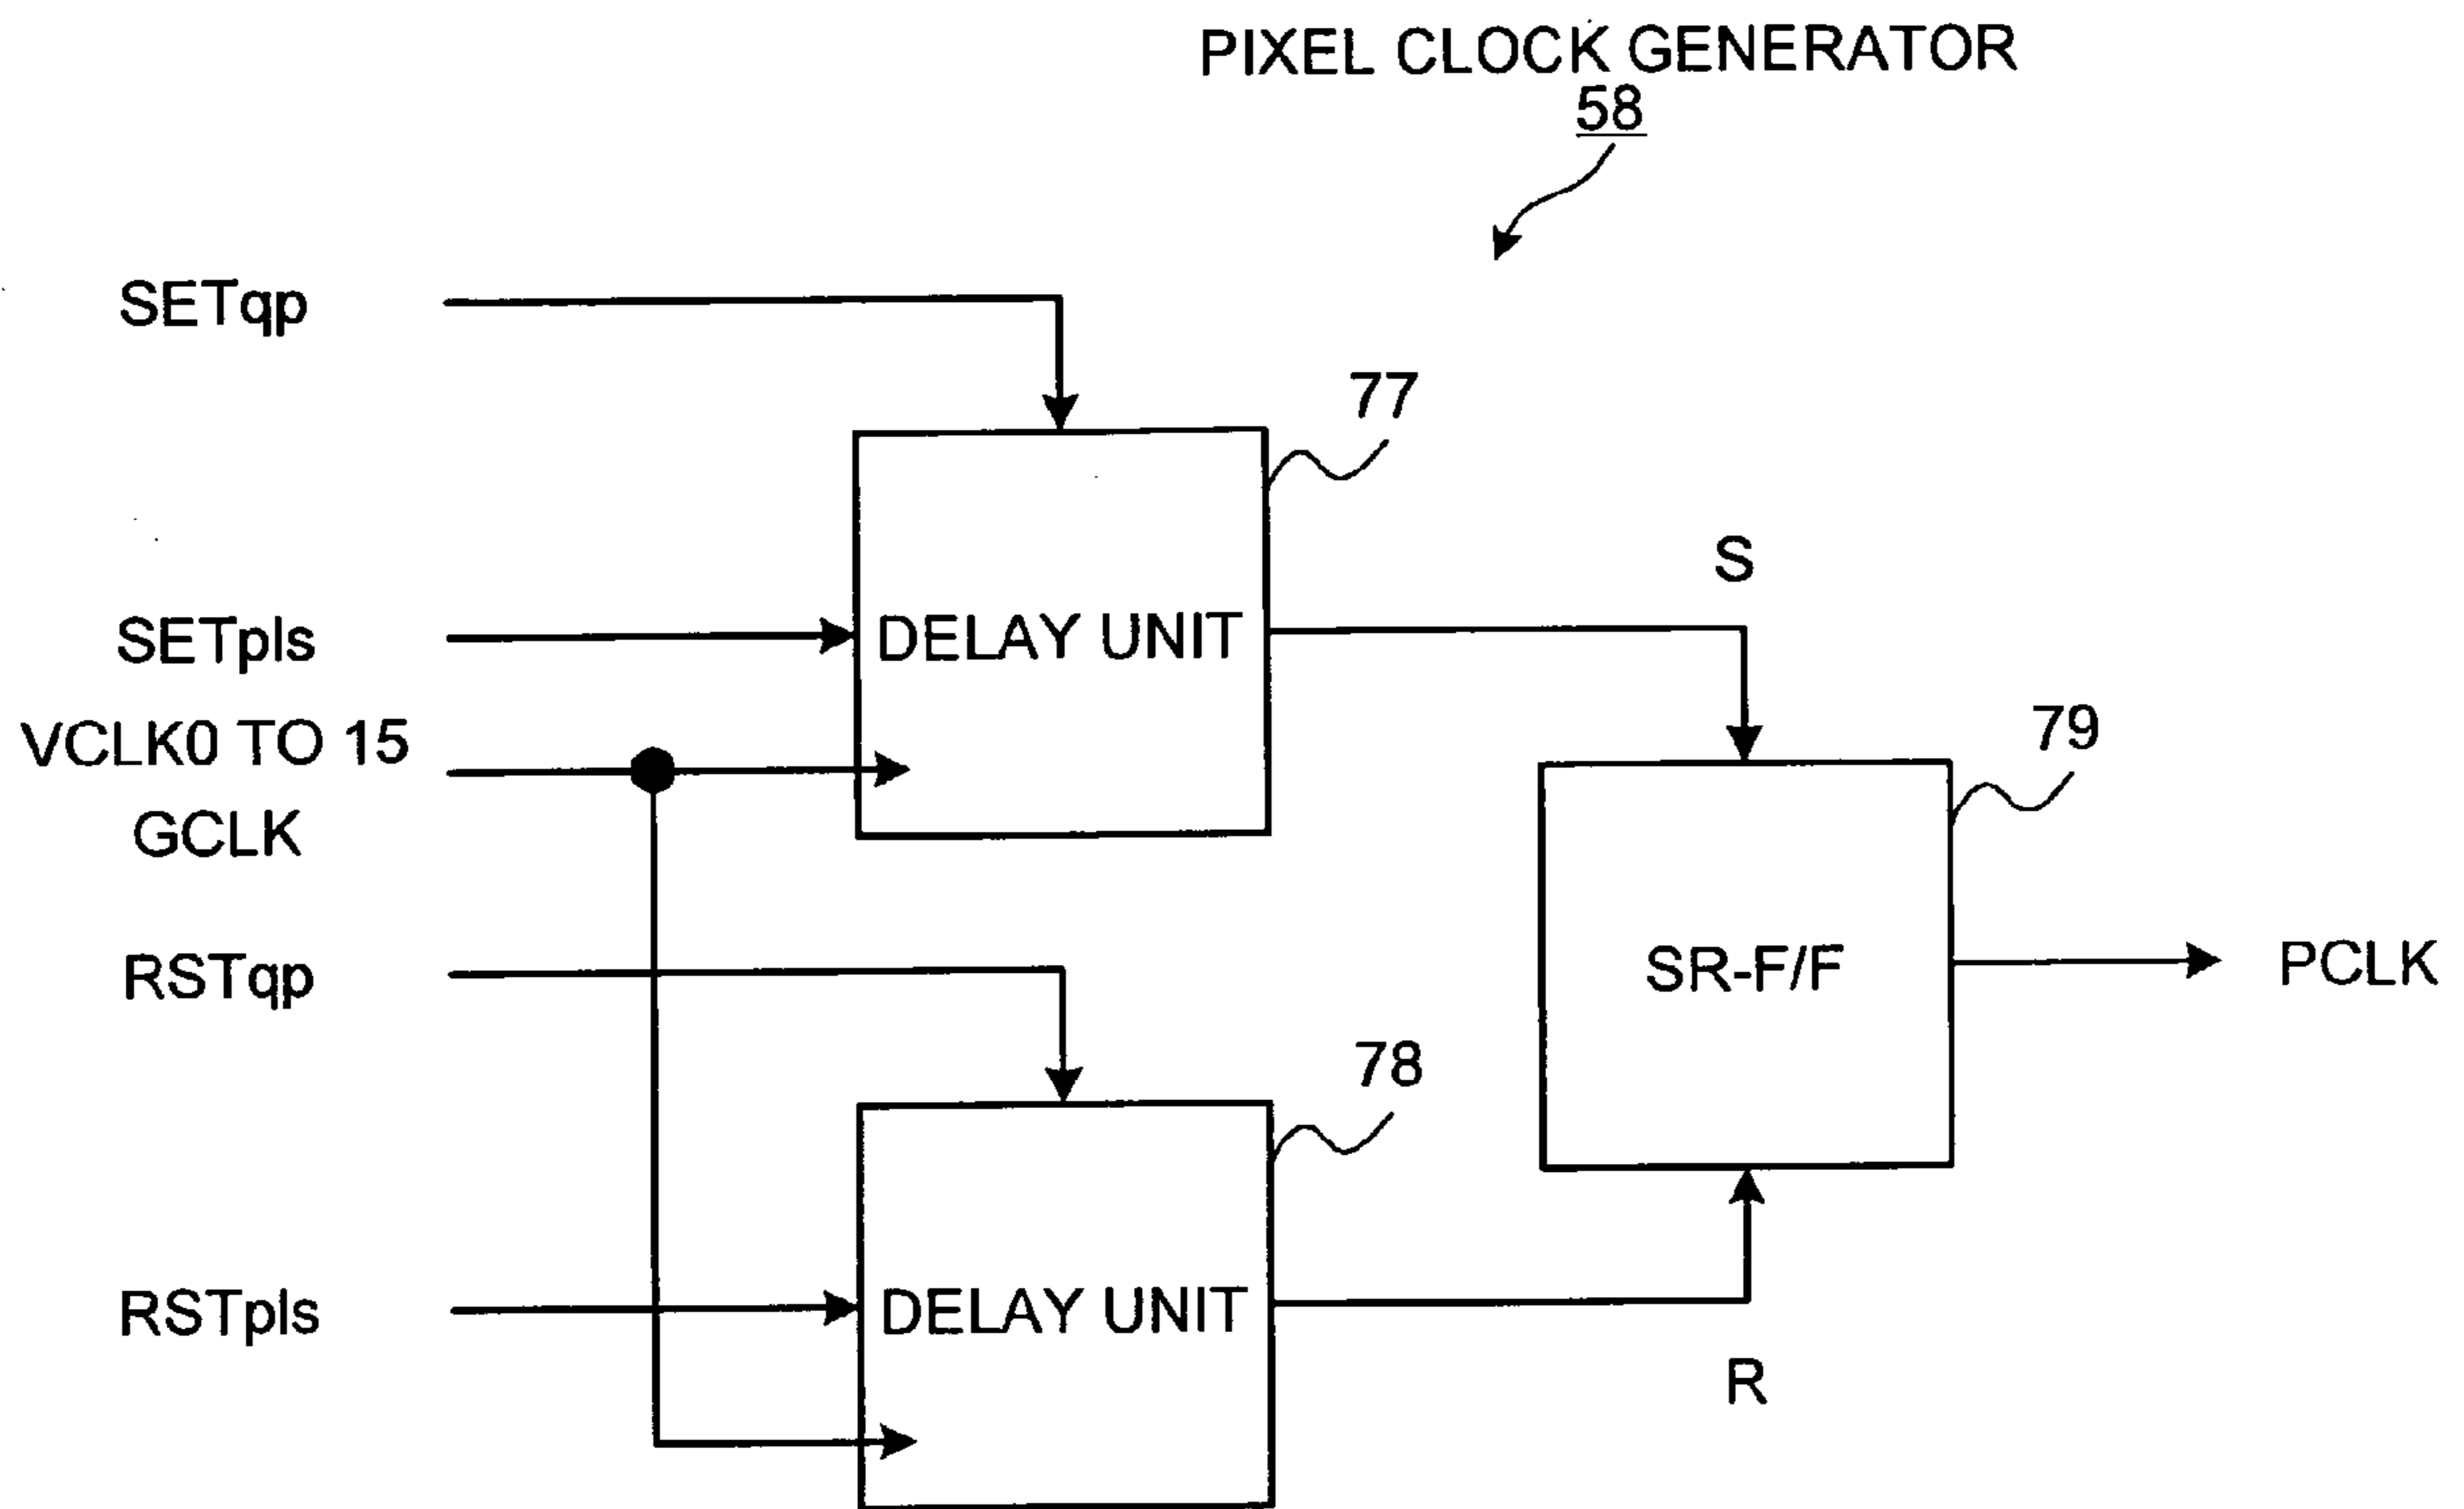 PIXEL CLOCK GENERATOR
58
SETqp
77
SETpls
DELAY UNIT
S
VCLK0 TO 15
GCLK
79
RSTqp
SR-F/F
PCLK
78
RSTpls
DELAY UNIT
R